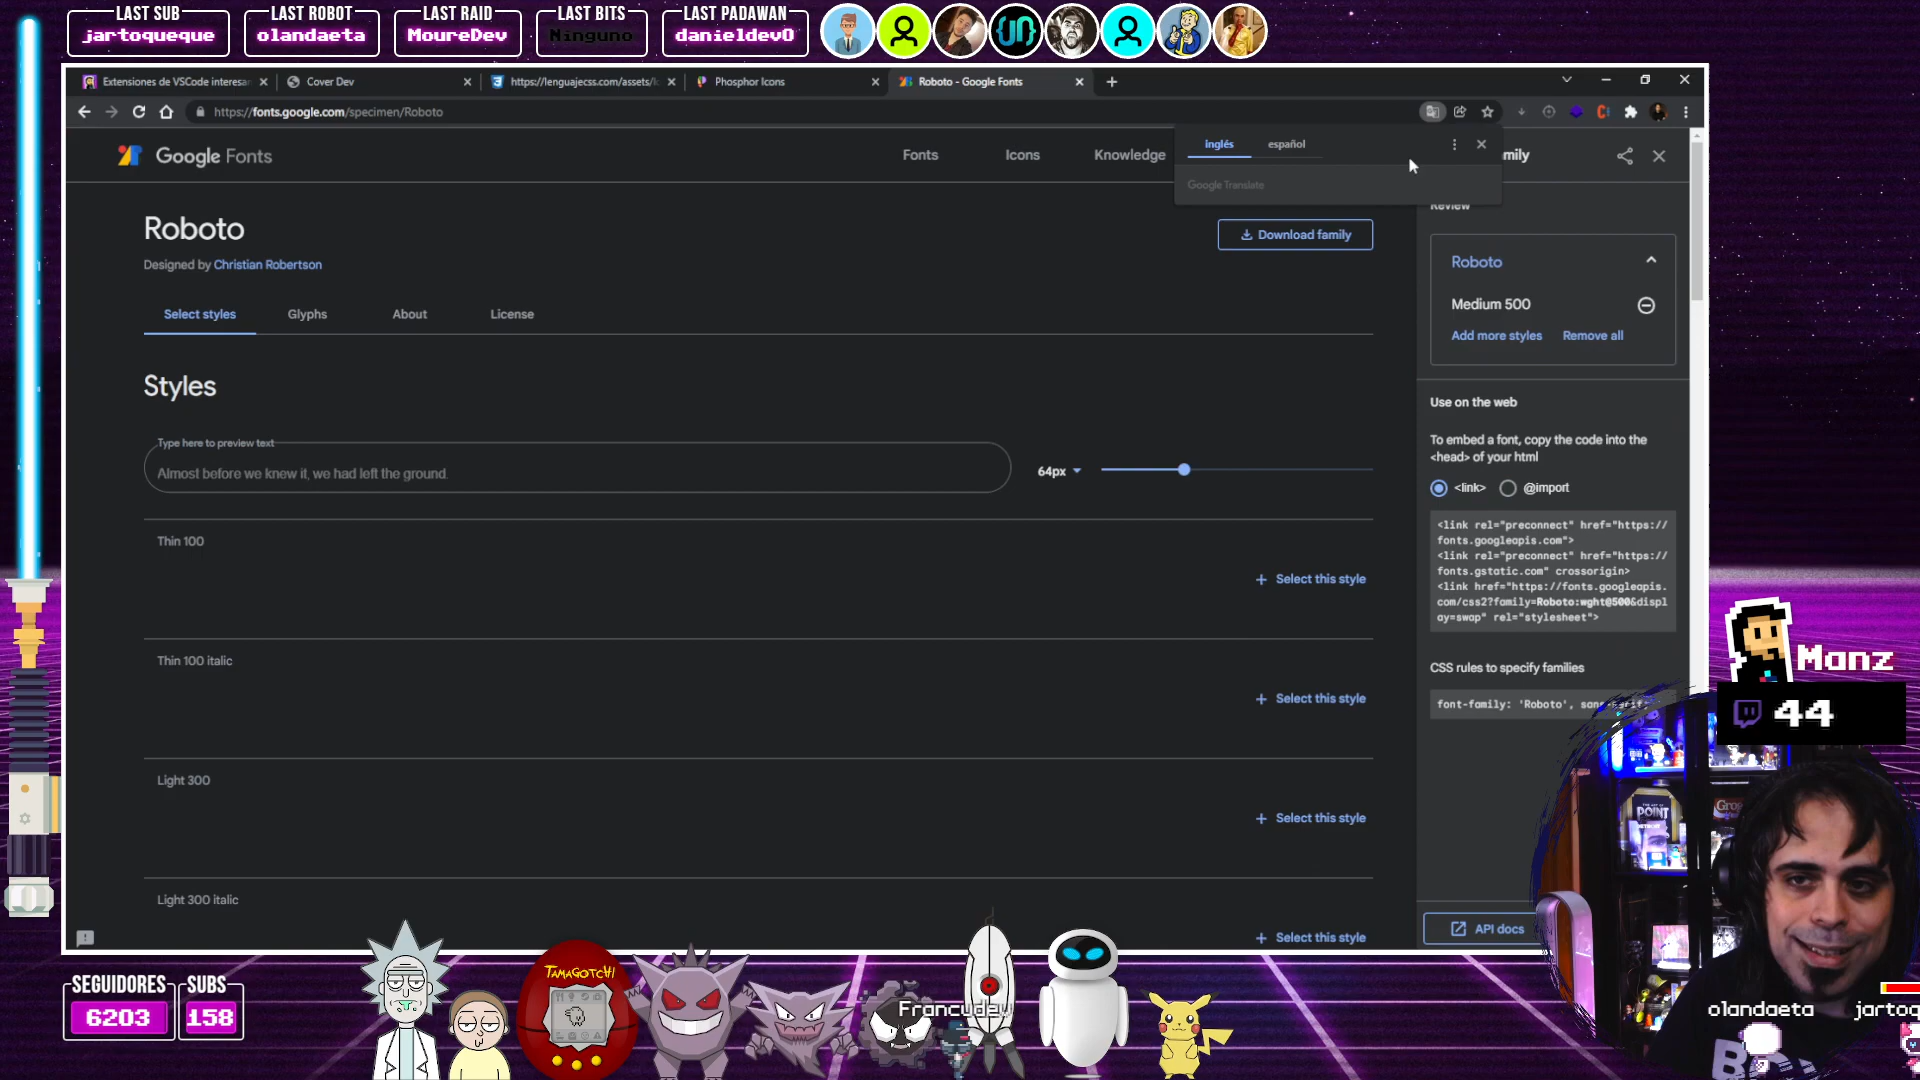 LAST SUB
jartoqueque
LAST ROBOT
olandaeta
LAST RAID
MoureDev
LAST BITS
Ninguno
LAST PADAWAN
danieldev0
Extensiones de VSCode interesar
Cover Dev
https://lenguajecss.com/assets/lc
Phosphor Icons
Roboto - Google Fonts
https://fonts.google.com/specimen/Roboto
Google Fonts
Fonts
Icons
Knowledge
inglés
español
Google Translate
mily
Review
Roboto
Download family
Designed by Christian Robertson
Select styles
Glyphs
About
License
Styles
Type here to preview text
Almost before we knew it, we had left the ground.
64px
Thin 100
Select this style
Thin 100 italic
Select this style
Light 300
Select this style
Light 300 italic
Select this style
Roboto
Medium 500
Add more styles
Remove all
Use on the web
To embed a font, copy the code into the
<head> of your html
<link>
@import
<link rel="preconnect" href="https://
fonts.googleapis.com">
<link rel="preconnect" href="https://
fonts.gstatic.com" crossorigin>
<link href="https://fonts.googleapis.
com/css2?family=Roboto:wght@500&displ
ay=swap" rel="stylesheet">
CSS rules to specify families
font-family: 'Roboto', sans-serif;
API docs
Manz
44
POINT
SEGUIDORES
6203
SUBS
158
TAMAGOTCHI
Francudev
olandaeta
jartoq